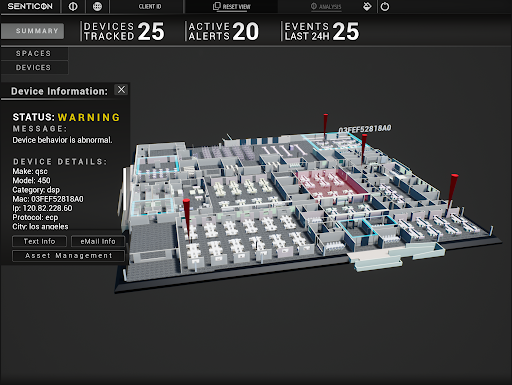 SENTICON
CLIENT ID
RESET VIEW
ANALYSIS
SUMMARY
DEVICES TRACKED 25
ACTIVE ALERTS 20
EVENTS LAST 24H 25
SPACES
DEVICES
Device Information:
STATUS: WARNING
MESSAGE:
Device behavior is abnormal.
DEVICE DETAILS:
Make: qsc
Model: 450
Category: dsp
Mac: 03FEF52818A0
Ip: 120.82.228.60
Protocol: ecp
City: los angeles
Text Info
eMail Info
Asset Management
03FEF52818A0